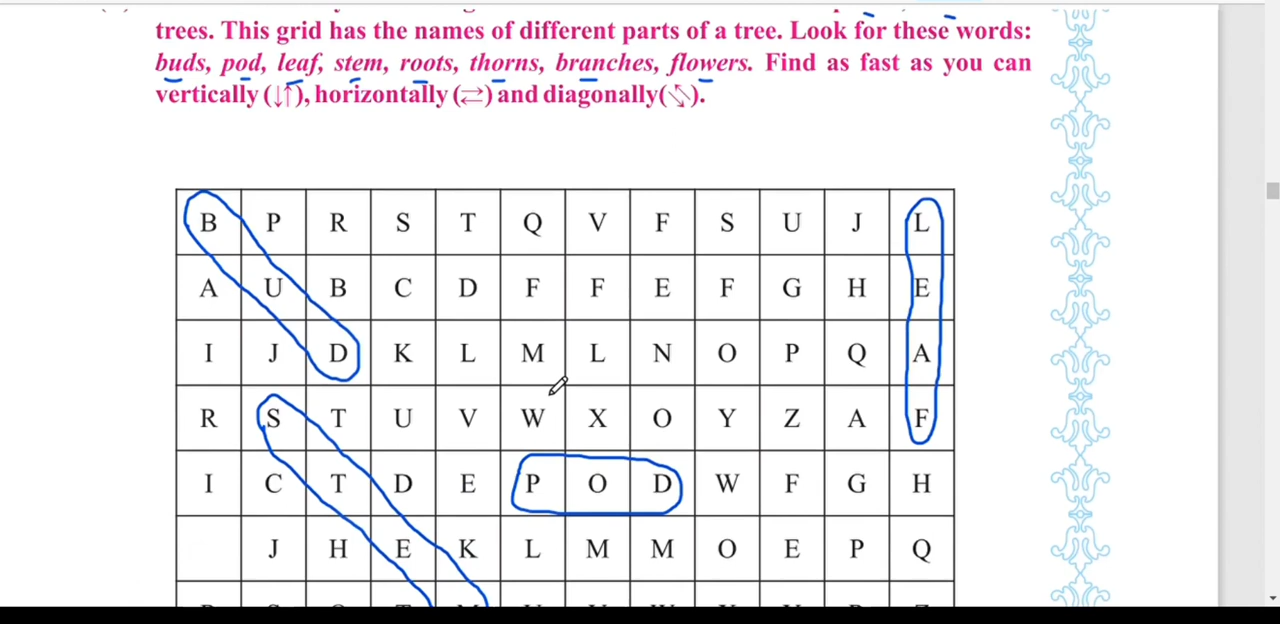 trees. This grid has the names of different parts of a tree. Look for these words:
buds, pod, leaf, stem, roots, thorns, branches, flowers. Find as fast as you can
vertically (↓↑), horizontally (⇄) and diagonally(⤡).
B P R S T Q V F S U J L
A U B C D F F E F G H E
I J D K L M L N O P Q A
R S T U V W X O Y Z A F
I C T D E P O D W F G H
J H E K L M M O E P Q